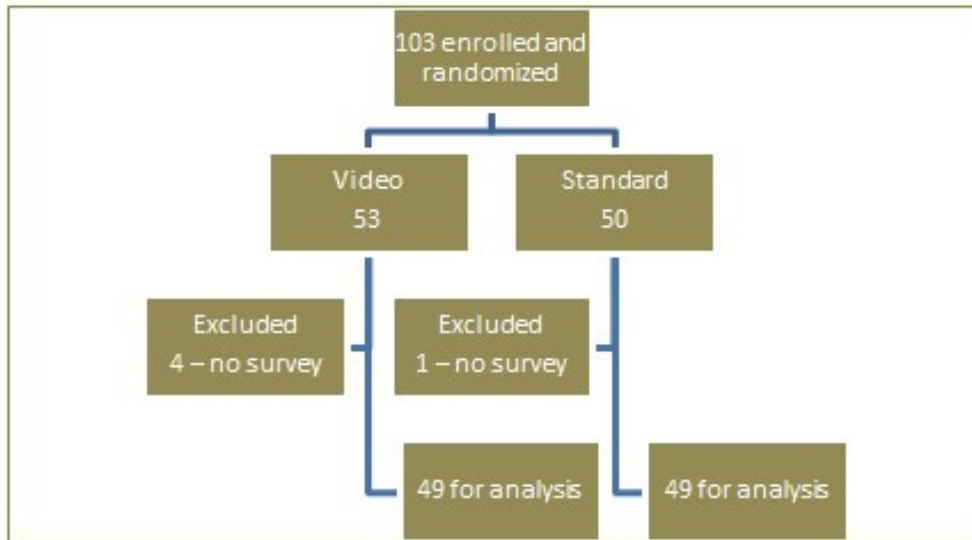 103 enrolled and
randomized
Video
53
Standard
50
Excluded
4 – no survey
Excluded
1 – no survey
49 for analysis
49 for analysis